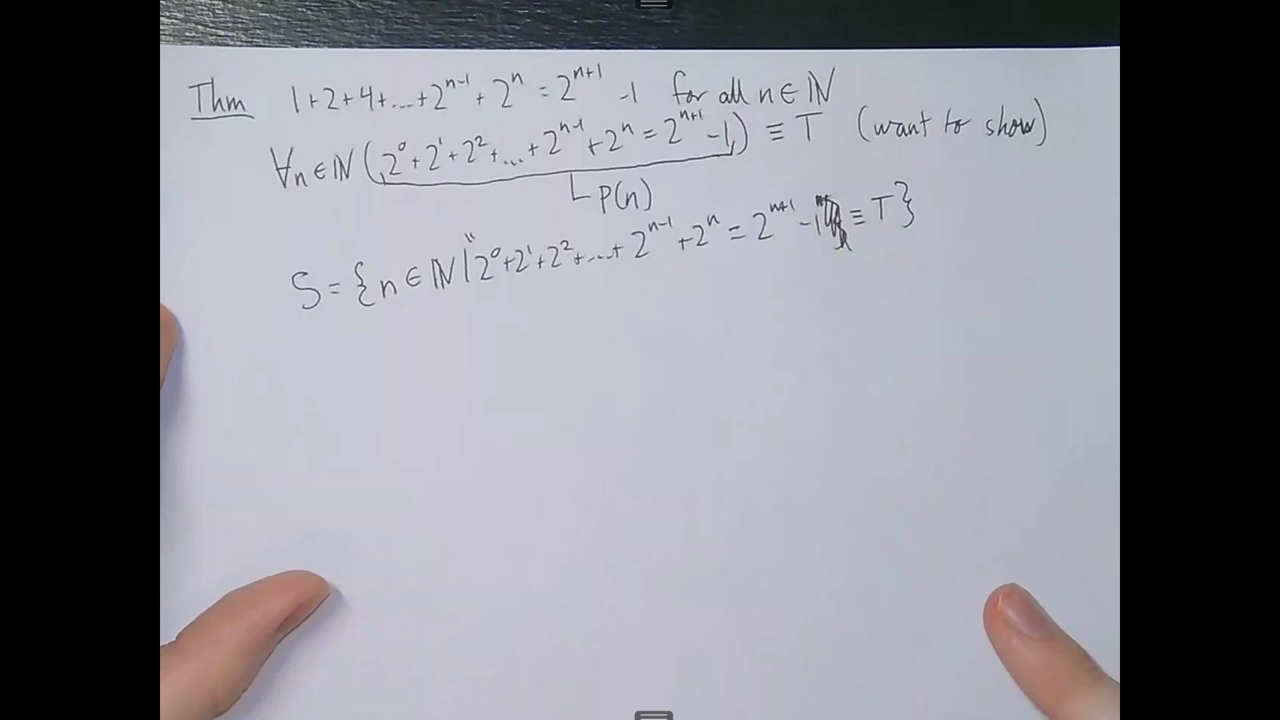 Thm 1+2+4+...+2^{n-1}+2^n = 2^{n+1} -1 for all n∈ℕ
∀n∈ℕ(2^0+2^1+2^2+...+2^{n-1}+2^n = 2^{n+1}-1) ≡ T (want to show)
P(n)
S = {n∈ℕ | "2^0+2^1+2^2+...+2^{n-1}+2^n = 2^{n+1}-1" ≡ T}